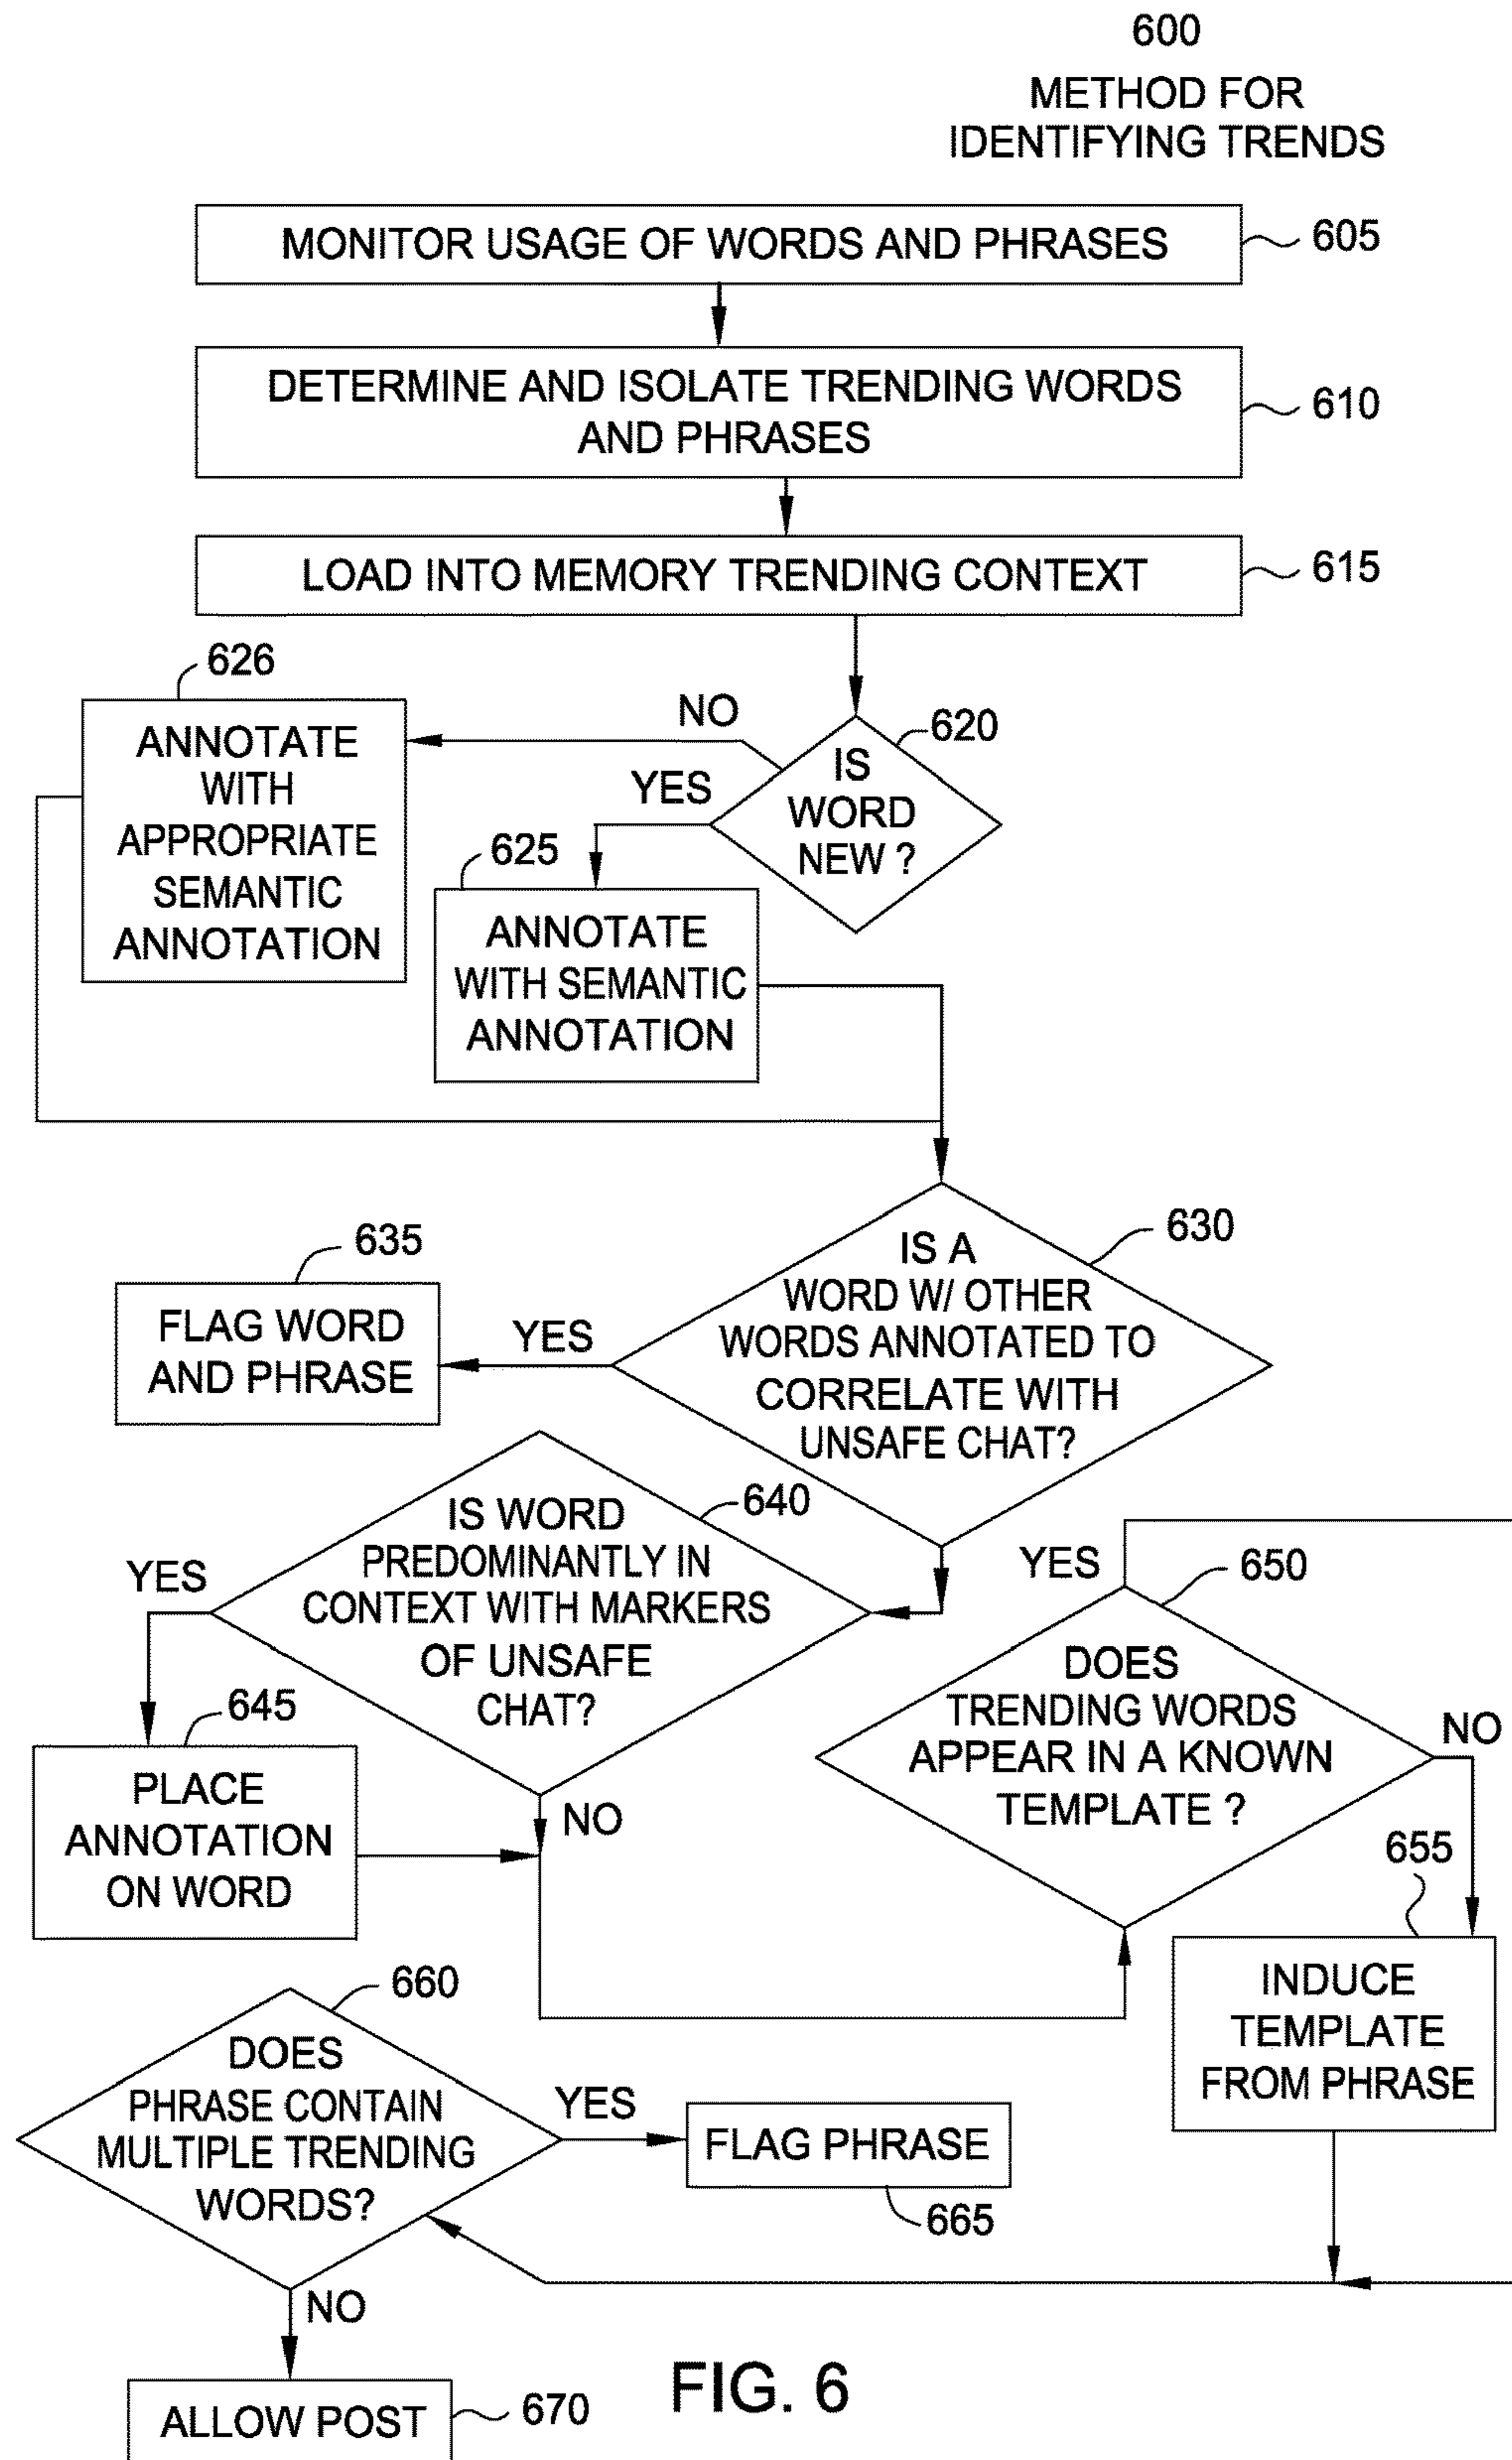 600
METHOD FOR
IDENTIFYING TRENDS
MONITOR USAGE OF WORDS AND PHRASES
605
DETERMINE AND ISOLATE TRENDING WORDS
AND PHRASES
610
LOAD INTO MEMORY TRENDING CONTEXT
615
626
ANNOTATE
WITH
APPROPRIATE
SEMANTIC
ANNOTATION
NO
YES
620
IS
WORD
NEW ?
625
ANNOTATE
WITH SEMANTIC
ANNOTATION
630
IS A
WORD W/ OTHER
WORDS ANNOTATED TO
CORRELATE WITH
UNSAFE CHAT?
YES
635
FLAG WORD
AND PHRASE
640
IS WORD
PREDOMINANTLY IN
CONTEXT WITH MARKERS
OF UNSAFE
CHAT?
YES
645
PLACE
ANNOTATION
ON WORD
NO
YES
650
DOES
TRENDING WORDS
APPEAR IN A KNOWN
TEMPLATE ?
NO
655
INDUCE
TEMPLATE
FROM PHRASE
660
DOES
PHRASE CONTAIN
MULTIPLE TRENDING
WORDS?
YES
FLAG PHRASE
665
NO
ALLOW POST
670
FIG. 6